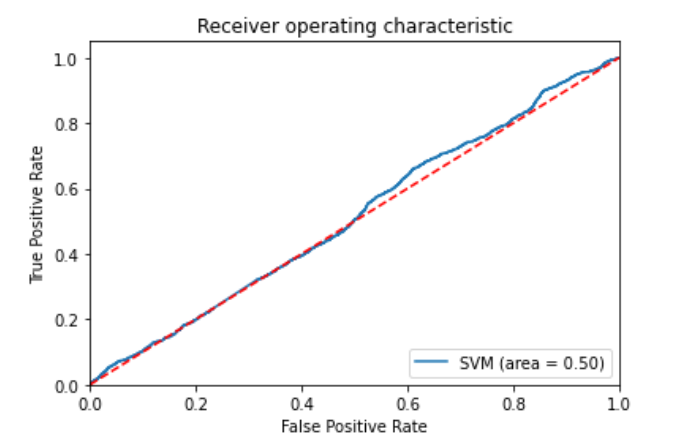 Receiver operating characteristic
True Positive Rate
1.0
0.8
0.6
0.4
0.2
0.0
SVM (area = 0.50)
0.0 0.2 0.4 0.6 0.8 1.0
False Positive Rate